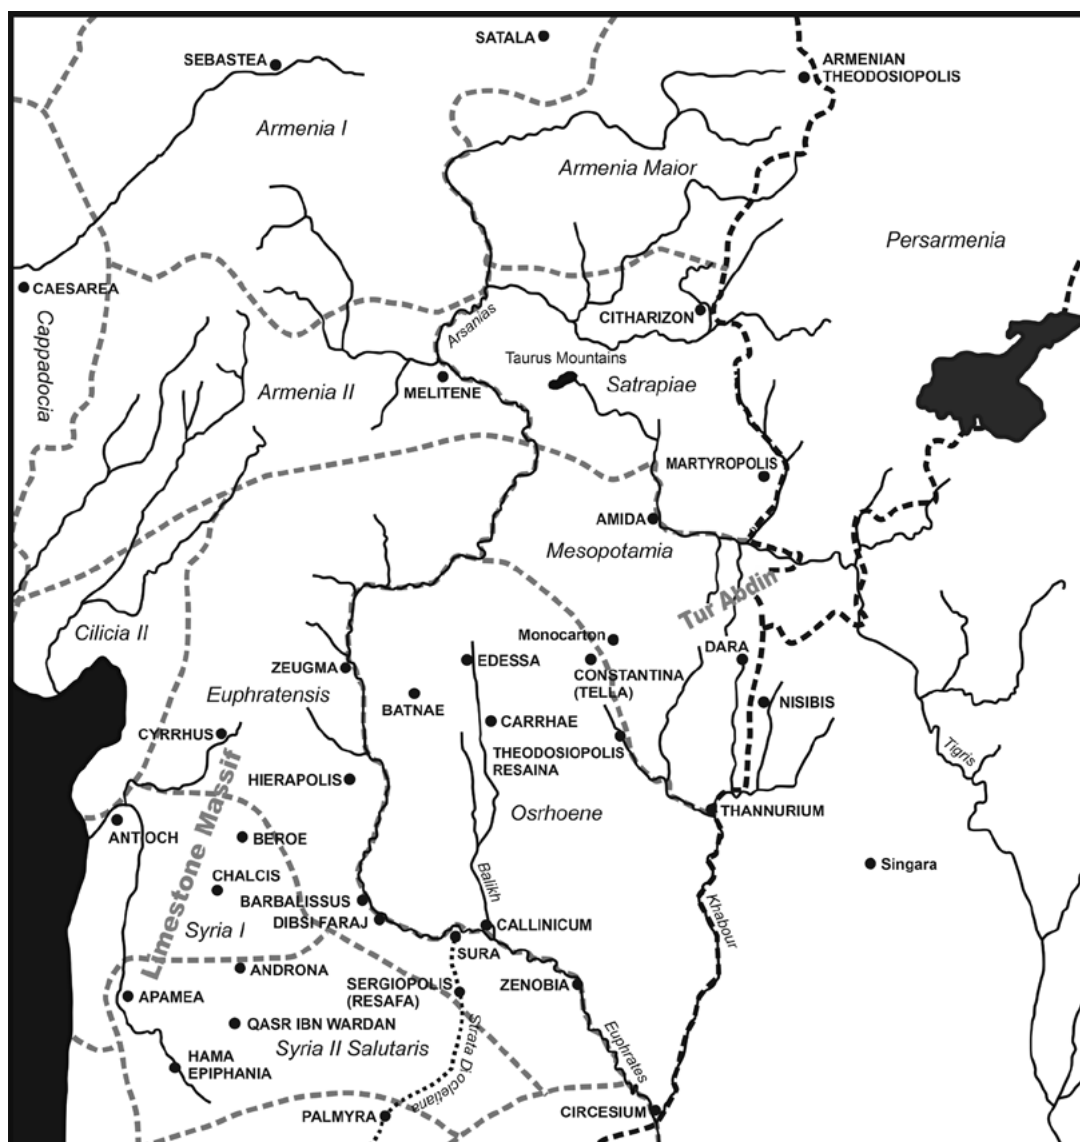 SATALA
SEBASTEA
ARMENIAN
THEODOSIOPOLIS
Armenia I
Armenia Maior
Persarmenia
CAESAREA
Cappadocia
CITHARIZON
Arsanias
Taurus Mountains
Satrapiae
Armenia II
MELITENE
MARTYROPOLIS
AMIDA
Mesopotamia
Tur Abdin
Cilicia II
Monocarton
DARA
ZEUGMA
EDESSA
CONSTANTINA
(TELLA)
Euphratensis
BATNAE
NISIBIS
CYRRHUS
CARRHAE
THEODOSIOPOLIS
RESAINA
Tigris
Limestone Massif
HIERAPOLIS
Osrhoene
THANNURIUM
ANTIOCH
BEROE
Singara
CHALCIS
Balikh
BARBALISSUS
DIBSI FARAJ
Khabour
Syria I
CALLINICUM
SURA
ANDRONA
APAMEA
SERGIOPOLIS
(RESAFA)
ZENOBIA
QASR IBN WARDAN
Strata Diocletiana
Syria II Salutaris
HAMA
EPIPHANIA
Euphrates
PALMYRA
CIRCESIUM